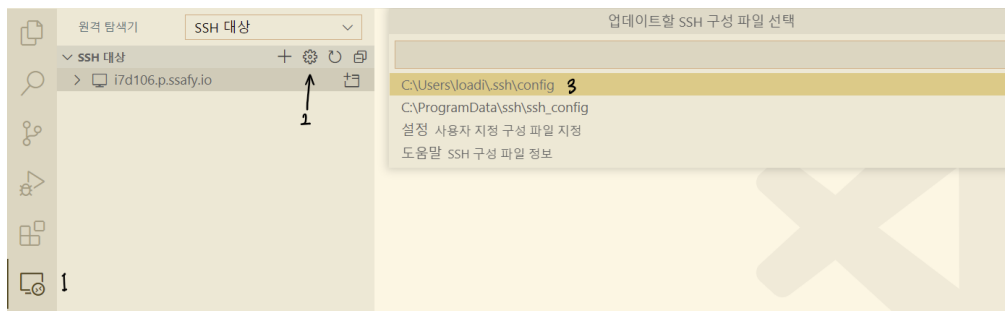 원격 탐색기
SSH 대상
SSH 대상
i7d106.p.ssafy.io
2
1
업데이트할 SSH 구성 파일 선택
C:\Users\loadi\.ssh\config 3
C:\ProgramData\ssh\ssh_config
설정 사용자 지정 구성 파일 지정
도움말 SSH 구성 파일 정보